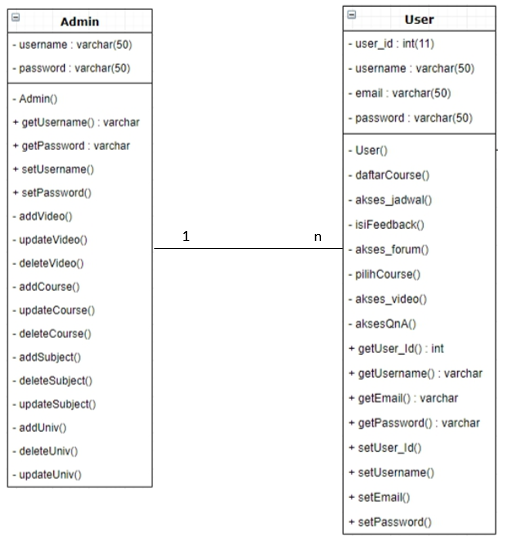 Admin
- username : varchar(50)
- password : varchar(50)
- Admin()
+ getUsername() : varchar
+ getPassword : varchar
+ setUsername()
+ setPassword()
- addVideo()
- updateVideo()
- deleteVideo()
- addCourse()
- updateCourse()
- deleteCourse()
- addSubject()
- deleteSubject()
- updateSubject()
- addUniv()
- deleteUniv()
- updateUniv()
1
n
User
- user_id : int(11)
- username : varchar(50)
- email : varchar(50)
- password : varchar(50)
- User()
- daftarCourse()
- akses_jadwal()
- isiFeedback()
- akses_forum()
- pilihCourse()
- akses_video()
- aksesQnA()
+ getUser_Id() : int
+ getUsername() : varchar
+ getEmail() : varchar
+ getPassword() : varchar
+ setUser_Id()
+ setUsername()
+ setEmail()
+ setPassword()